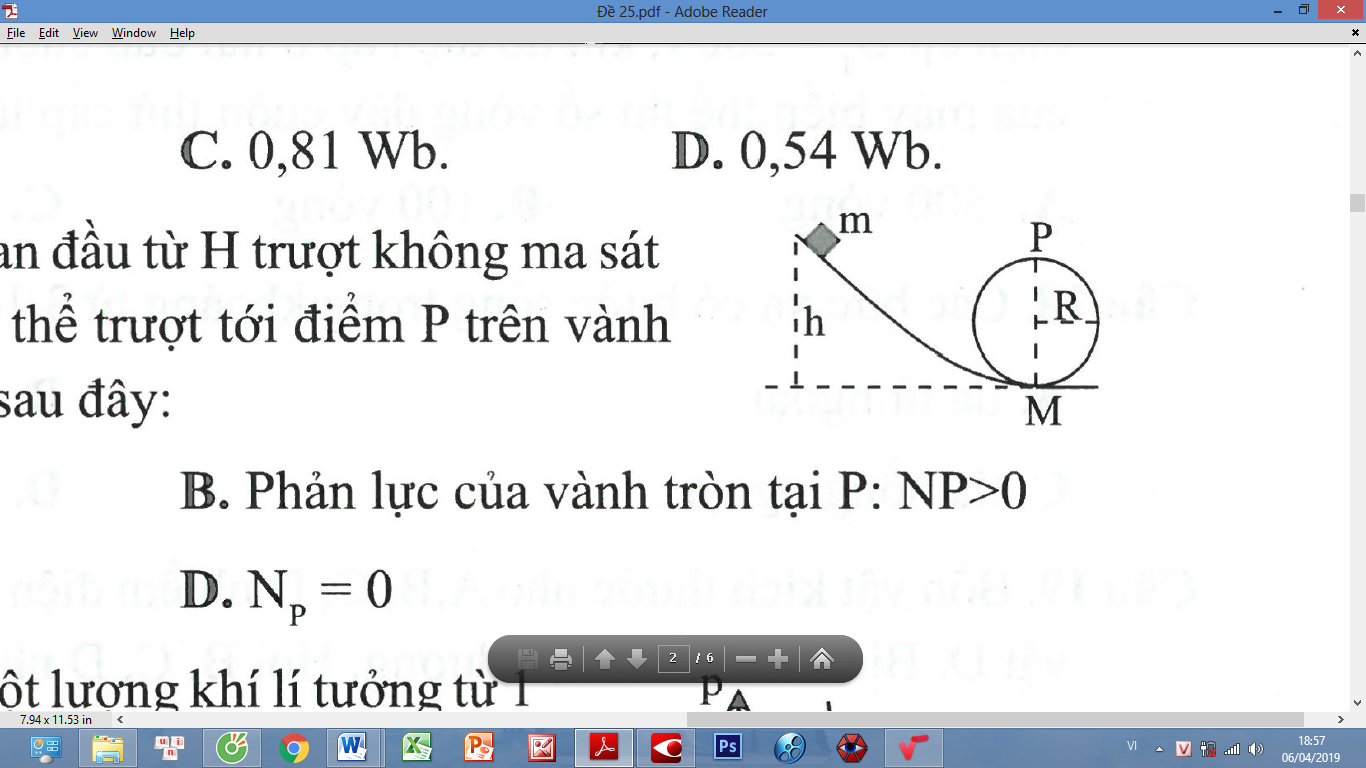 Đề 25.pdf - Adobe Reader
File Edit View Window Help
C. 0,81 Wb. D. 0,54 Wb.
an đầu từ H trượt không ma sát
thể trượt tới điểm P trên vành
sau đây:
m
P
R
h
M
B. Phản lực của vành tròn tại P: NP>0
D. N_P = 0
2 / 6
ột lượng khí lí tưởng từ 1
p
7.94 x 11.53 in
VI
18:57
06/04/2019